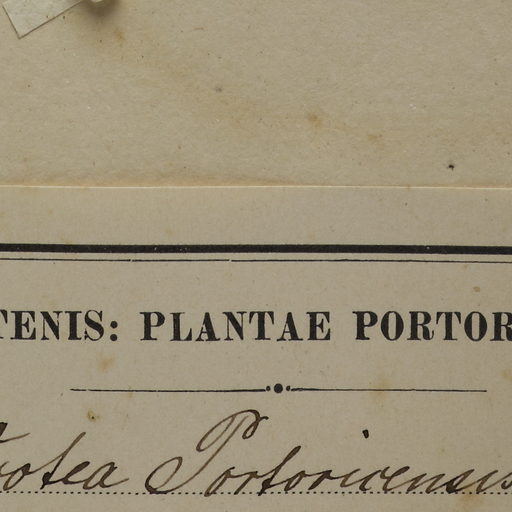 TENIS: PLANTAE PORTOR
otea Portoricensis